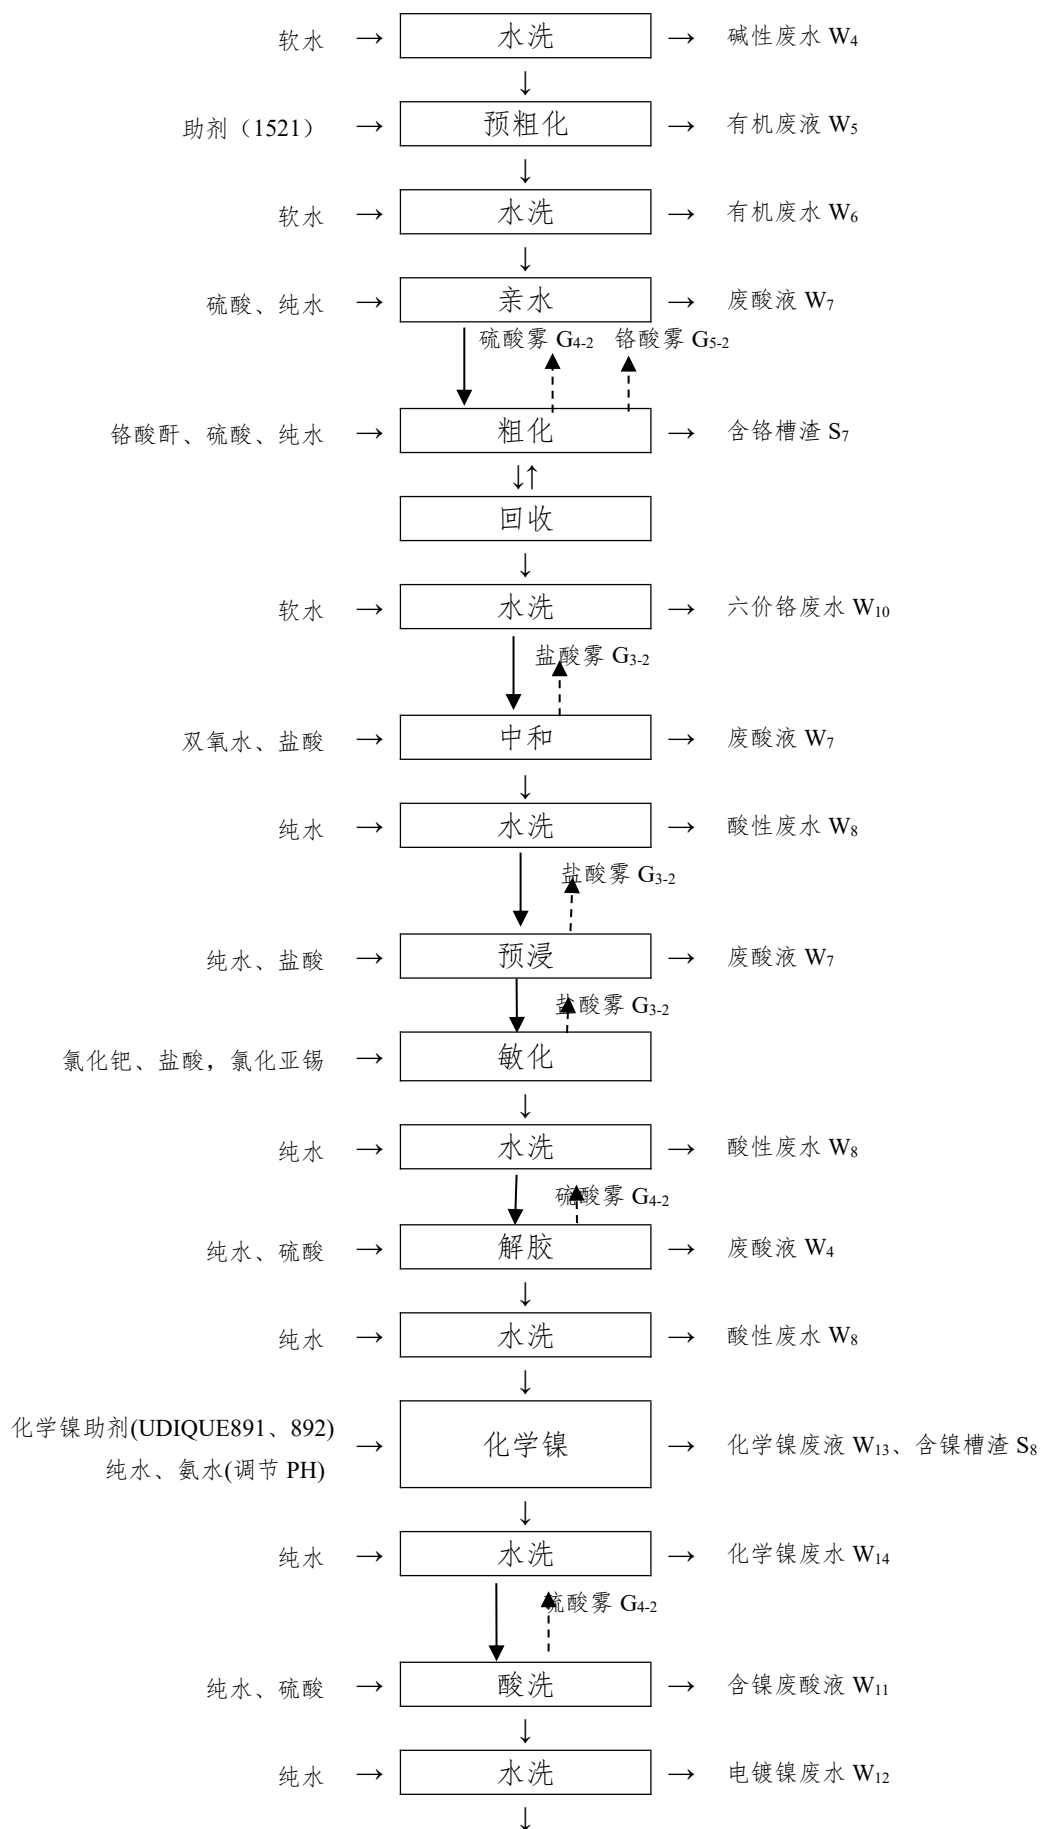 软水 → 水洗 → 碱性废水 W₄
↓
助剂（1521） → 预粗化 → 有机废液 W₅
↓
软水 → 水洗 → 有机废水 W₆
↓
硫酸、纯水 → 亲水 → 废酸液 W₇
硫酸雾 G₄₋₂ 铬酸雾 G₅₋₂
铬酸酐、硫酸、纯水 → 粗化 → 含铬槽渣 S₇
↓↑
回收
↓
软水 → 水洗 → 六价铬废水 W₁₀
盐酸雾 G₃₋₂
双氧水、盐酸 → 中和 → 废酸液 W₇
↓
纯水 → 水洗 → 酸性废水 W₈
盐酸雾 G₃₋₂
纯水、盐酸 → 预浸 → 废酸液 W₇
盐酸雾 G₃₋₂
氯化钯、盐酸，氯化亚锡 → 敏化
↓
纯水 → 水洗 → 酸性废水 W₈
硫酸雾 G₄₋₂
纯水、硫酸 → 解胶 → 废酸液 W₄
↓
纯水 → 水洗 → 酸性废水 W₈
↓
化学镍助剂(UDIQUE891、892)
纯水、氨水(调节 PH) → 化学镍 → 化学镍废液 W₁₃、含镍槽渣 S₈
↓
纯水 → 水洗 → 化学镍废水 W₁₄
硫酸雾 G₄₋₂
纯水、硫酸 → 酸洗 → 含镍废酸液 W₁₁
↓
纯水 → 水洗 → 电镀镍废水 W₁₂
↓